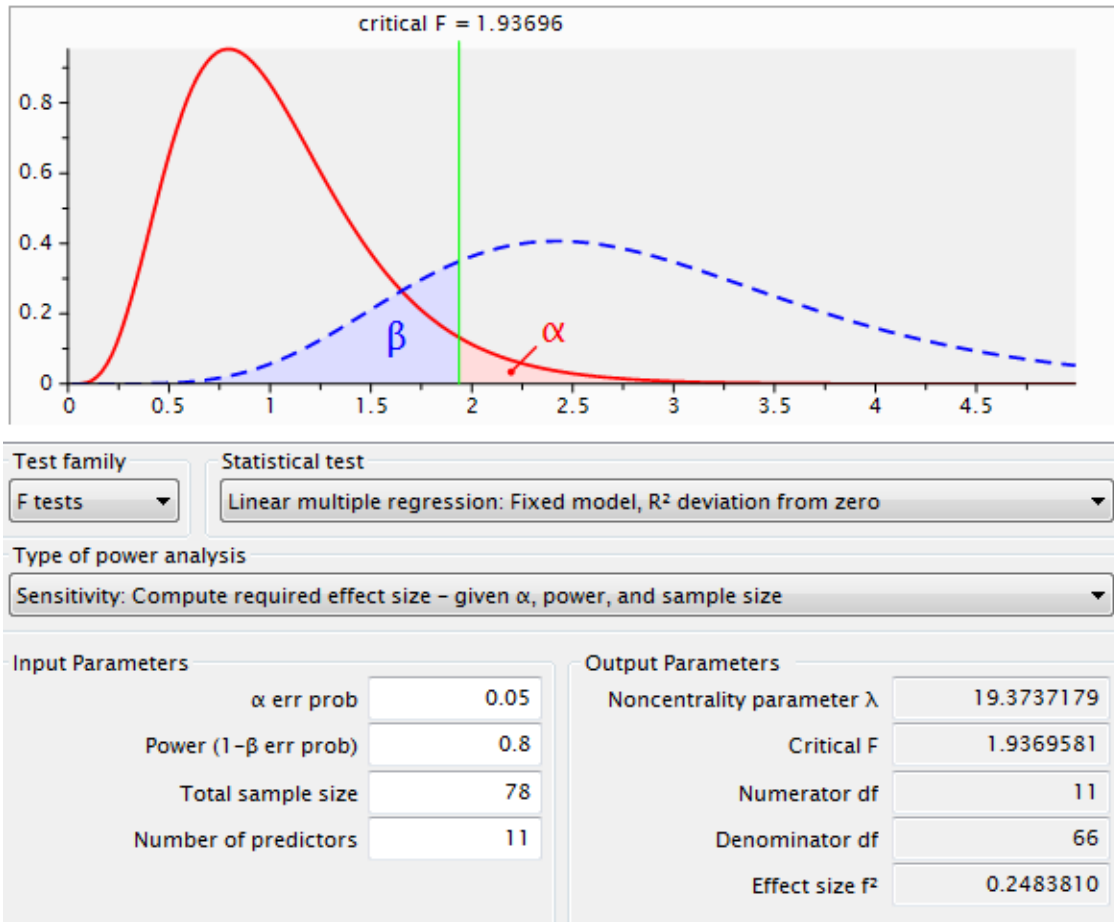 critical F = 1.93696
0.8
0.6
0.4
0.2
0
β
α
0 0.5 1 1.5 2 2.5 3 3.5 4 4.5
Test family
Statistical test
F tests
Linear multiple regression: Fixed model, R² deviation from zero
Type of power analysis
Sensitivity: Compute required effect size – given α, power, and sample size
Input Parameters
α err prob 0.05
Power (1-β err prob) 0.8
Total sample size 78
Number of predictors 11
Output Parameters
Noncentrality parameter λ 19.3737179
Critical F 1.9369581
Numerator df 11
Denominator df 66
Effect size f² 0.2483810